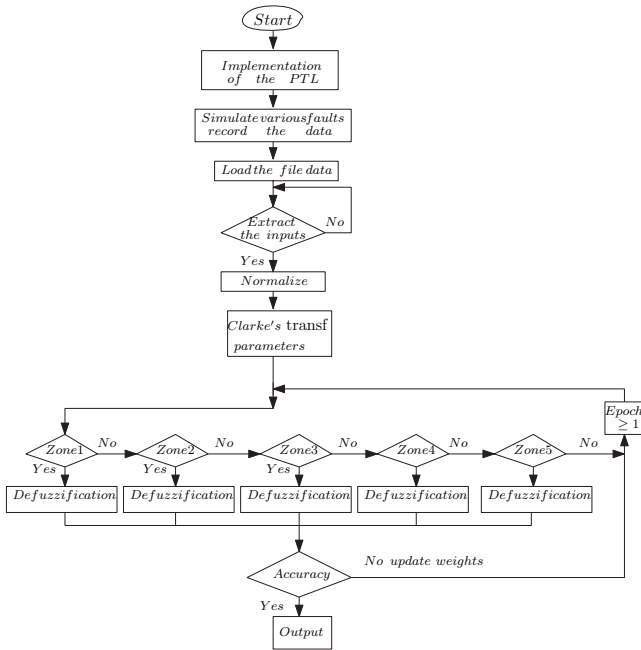 Start
Implementation
of the PTL
Simulate various faults
record the data
Load the file data
Extract
the inputs
No
Yes
Normalize
Clarke's transf
parameters
Epoch
≥ 1
Zone1
No
Zone2
No
Zone3
No
Zone4
No
Zone5
No
Yes
Yes
Yes
Defuzzification
Defuzzification
Defuzzification
Defuzzification
Defuzzification
No update weights
Accuracy
Yes
Output